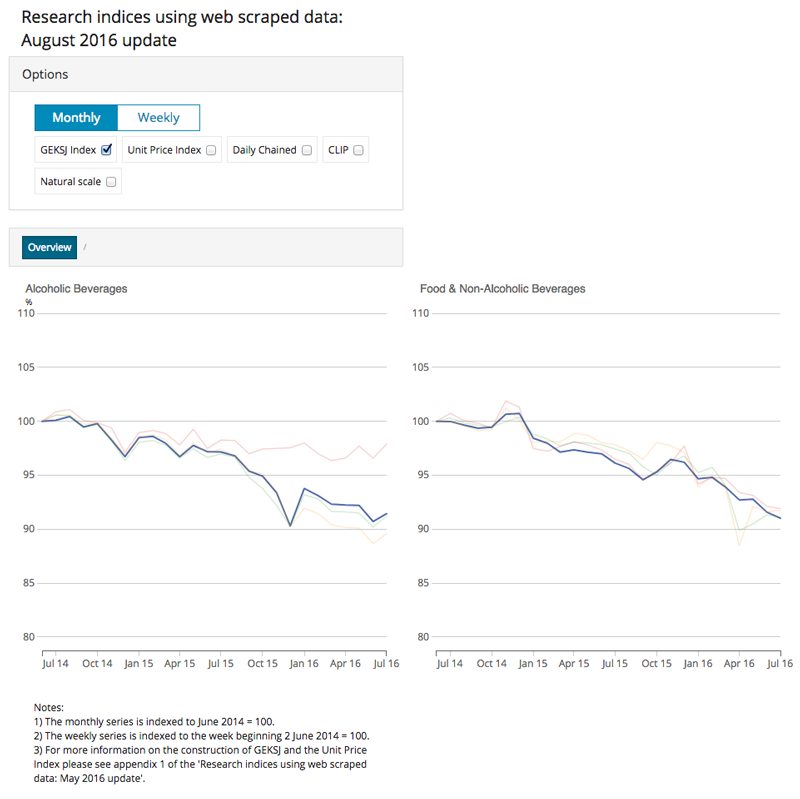 Research indices using web scraped data:
August 2016 update
Options
Monthly Weekly
GEKSJ Index Unit Price Index Daily Chained CLIP
Natural scale
Overview /
Alcoholic Beverages
%
110
105
100
95
90
85
80
Jul 14 Oct 14 Jan 15 Apr 15 Jul 15 Oct 15 Jan 16 Apr 16 Jul 16
Food & Non-Alcoholic Beverages
110
105
100
95
90
85
80
Jul 14 Oct 14 Jan 15 Apr 15 Jul 15 Oct 15 Jan 16 Apr 16 Jul 16
Notes:
1) The monthly series is indexed to June 2014 = 100.
2) The weekly series is indexed to the week beginning 2 June 2014 = 100.
3) For more information on the construction of GEKSJ and the Unit Price
Index please see appendix 1 of the 'Research indices using web scraped
data: May 2016 update'.